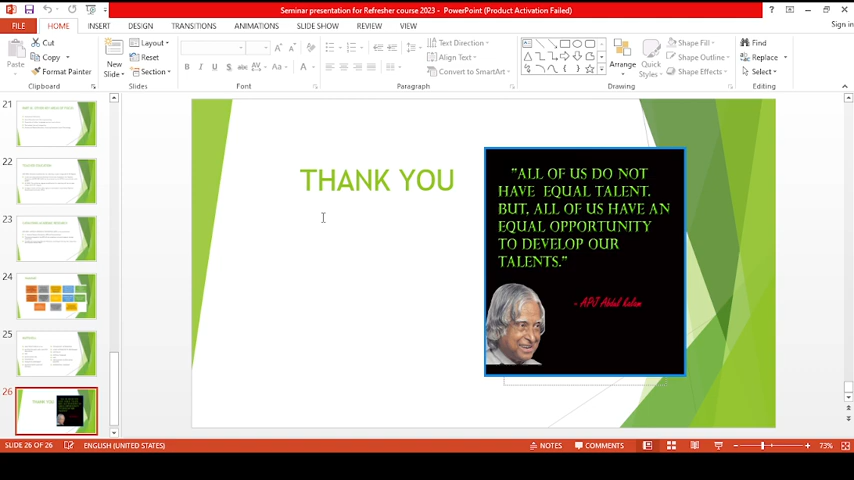 Seminar presentation for Refresher course 2023 - PowerPoint (Product Activation Failed)
Sign in
FILE HOME INSERT DESIGN TRANSITIONS ANIMATIONS SLIDE SHOW REVIEW VIEW
Paste
Cut
Copy
Format Painter
Clipboard
New Slide
Layout
Reset
Section
Slides
B I U S abc AV Aa A
Font
Paragraph
Text Direction
Align Text
Convert to SmartArt
Arrange
Quick Styles
Shape Fill
Shape Outline
Shape Effects
Drawing
Find
Replace
Select
Editing
21
22
23
24
25
26
THANK YOU
THANK YOU
"ALL OF US DO NOT
HAVE EQUAL TALENT.
BUT, ALL OF US HAVE AN
EQUAL OPPORTUNITY
TO DEVELOP OUR
TALENTS."
- APJ Abdul Kalam
SLIDE 26 OF 26 ENGLISH (UNITED STATES) NOTES COMMENTS 73%